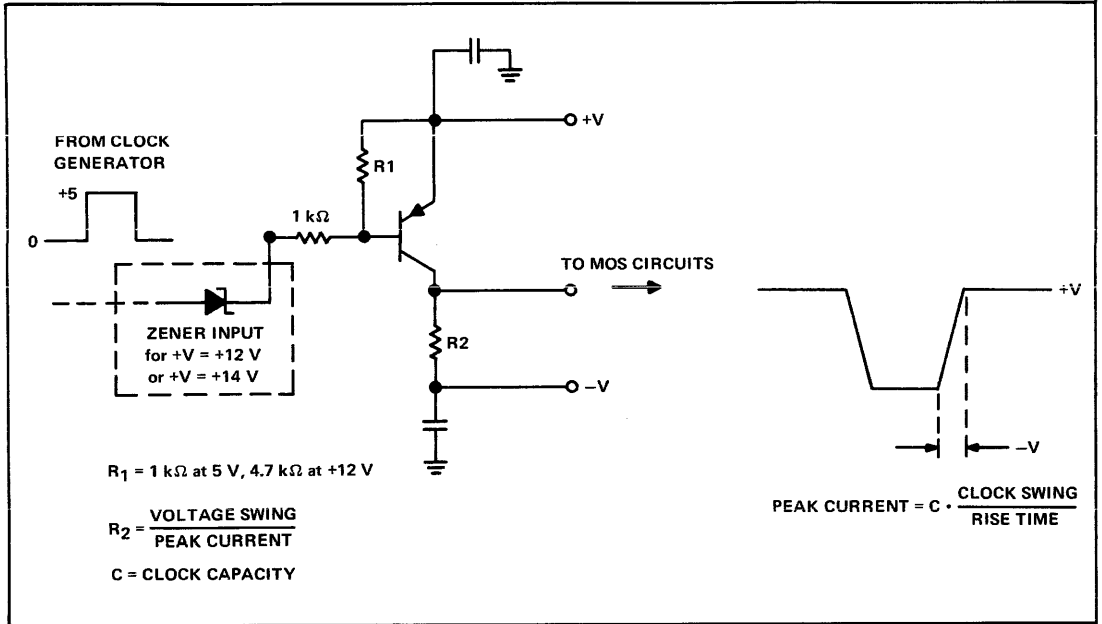 +V
FROM CLOCK
GENERATOR
R1
+5
1 kΩ
0
TO MOS CIRCUITS
+V
ZENER INPUT
for +V = +12 V
or +V = +14 V
R2
−V
−V
R1 = 1 kΩ at 5 V, 4.7 kΩ at +12 V
PEAK CURRENT = C · CLOCK SWING
RISE TIME
R2 = VOLTAGE SWING
PEAK CURRENT
C = CLOCK CAPACITY